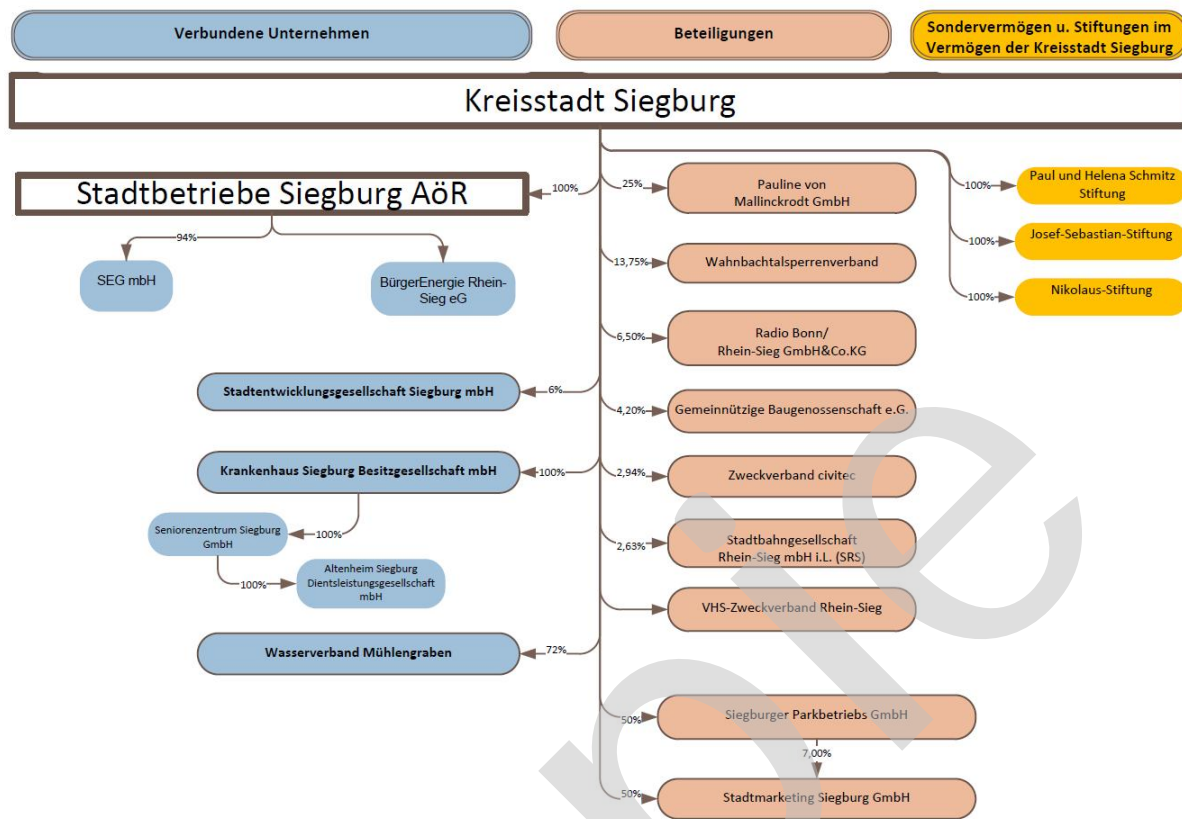 Verbundene Unternehmen
Beteiligungen
Sondervermögen u. Stiftungen im
Vermögen der Kreisstadt Siegburg
Kreisstadt Siegburg
Stadtbetriebe Siegburg AöR
100%
25%
Pauline von
Mallinckrodt GmbH
100%
Paul und Helena Schmitz
Stiftung
94%
SEG mbH
BürgerEnergie Rhein-
Sieg eG
13,75%
Wahnbachtalsperrenverband
100%
Josef-Sebastian-Stiftung
100%
Nikolaus-Stiftung
6,50%
Radio Bonn/
Rhein-Sieg GmbH&Co.KG
Stadtentwicklungsgesellschaft Siegburg mbH
6%
4,20%
Gemeinnützige Baugenossenschaft e.G.
Krankenhaus Siegburg Besitzgesellschaft mbH
100%
2,94%
Zweckverband civitec
Seniorenzentrum Siegburg
GmbH
100%
2,63%
Stadtbahngesellschaft
Rhein-Sieg mbH i.L. (SRS)
100%
Altenheim Siegburg
Dientsleistungsgesellschaft
mbH
VHS-Zweckverband Rhein-Sieg
Wasserverband Mühlengraben
72%
50%
Siegburger Parkbetriebs GmbH
7,00%
50%
Stadtmarketing Siegburg GmbH